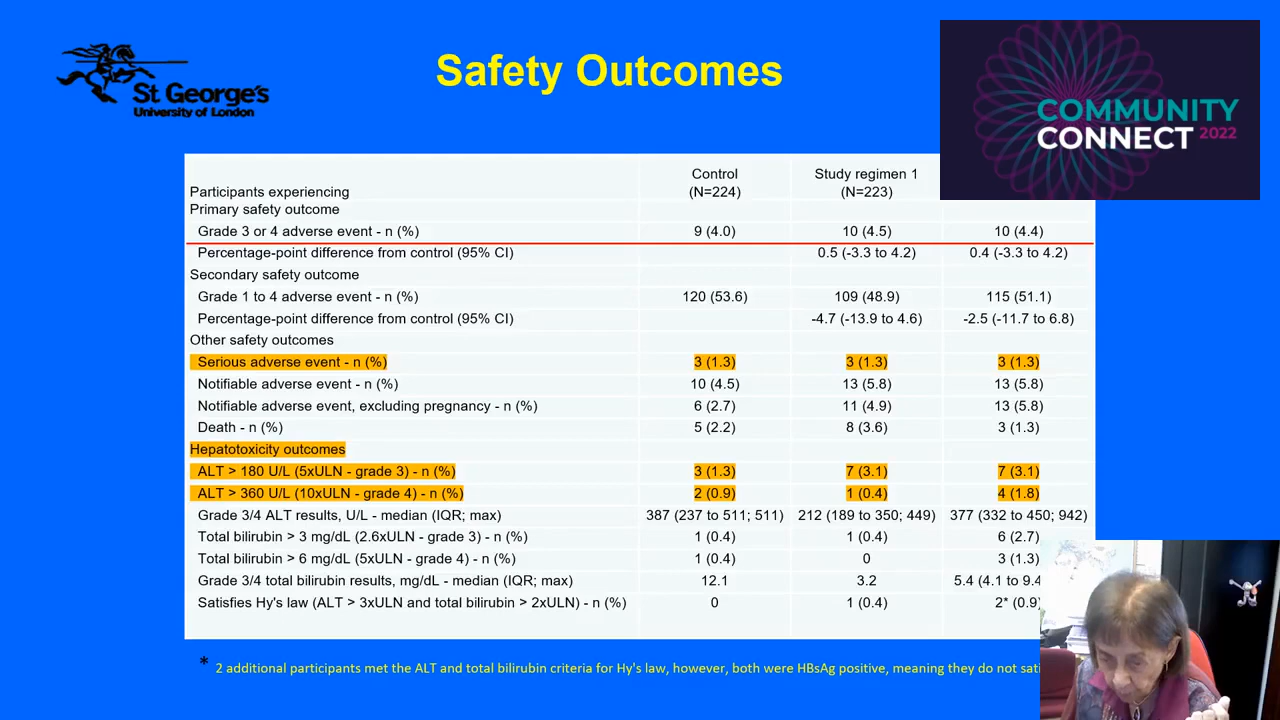 St George's
University of London
Safety Outcomes
COMMUNITY
CONNECT 2022
Participants experiencing Control (N=224) Study regimen 1 (N=223)
Primary safety outcome
Grade 3 or 4 adverse event - n (%) 9 (4.0) 10 (4.5) 10 (4.4)
Percentage-point difference from control (95% CI) 0.5 (-3.3 to 4.2) 0.4 (-3.3 to 4.2)
Secondary safety outcome
Grade 1 to 4 adverse event - n (%) 120 (53.6) 109 (48.9) 115 (51.1)
Percentage-point difference from control (95% CI) -4.7 (-13.9 to 4.6) -2.5 (-11.7 to 6.8)
Other safety outcomes
Serious adverse event - n (%) 3 (1.3) 3 (1.3) 3 (1.3)
Notifiable adverse event - n (%) 10 (4.5) 13 (5.8) 13 (5.8)
Notifiable adverse event, excluding pregnancy - n (%) 6 (2.7) 11 (4.9) 13 (5.8)
Death - n (%) 5 (2.2) 8 (3.6) 3 (1.3)
Hepatotoxicity outcomes
ALT > 180 U/L (5xULN - grade 3) - n (%) 3 (1.3) 7 (3.1) 7 (3.1)
ALT > 360 U/L (10xULN - grade 4) - n (%) 2 (0.9) 1 (0.4) 4 (1.8)
Grade 3/4 ALT results, U/L - median (IQR; max) 387 (237 to 511; 511) 212 (189 to 350; 449) 377 (332 to 450; 942)
Total bilirubin > 3 mg/dL (2.6xULN - grade 3) - n (%) 1 (0.4) 1 (0.4) 6 (2.7)
Total bilirubin > 6 mg/dL (5xULN - grade 4) - n (%) 1 (0.4) 0 3 (1.3)
Grade 3/4 total bilirubin results, mg/dL - median (IQR; max) 12.1 3.2 5.4 (4.1 to 9.4
Satisfies Hy's law (ALT > 3xULN and total bilirubin > 2xULN) - n (%) 0 1 (0.4) 2* (0.9)
* 2 additional participants met the ALT and total bilirubin criteria for Hy's law, however, both were HBsAg positive, meaning they do not